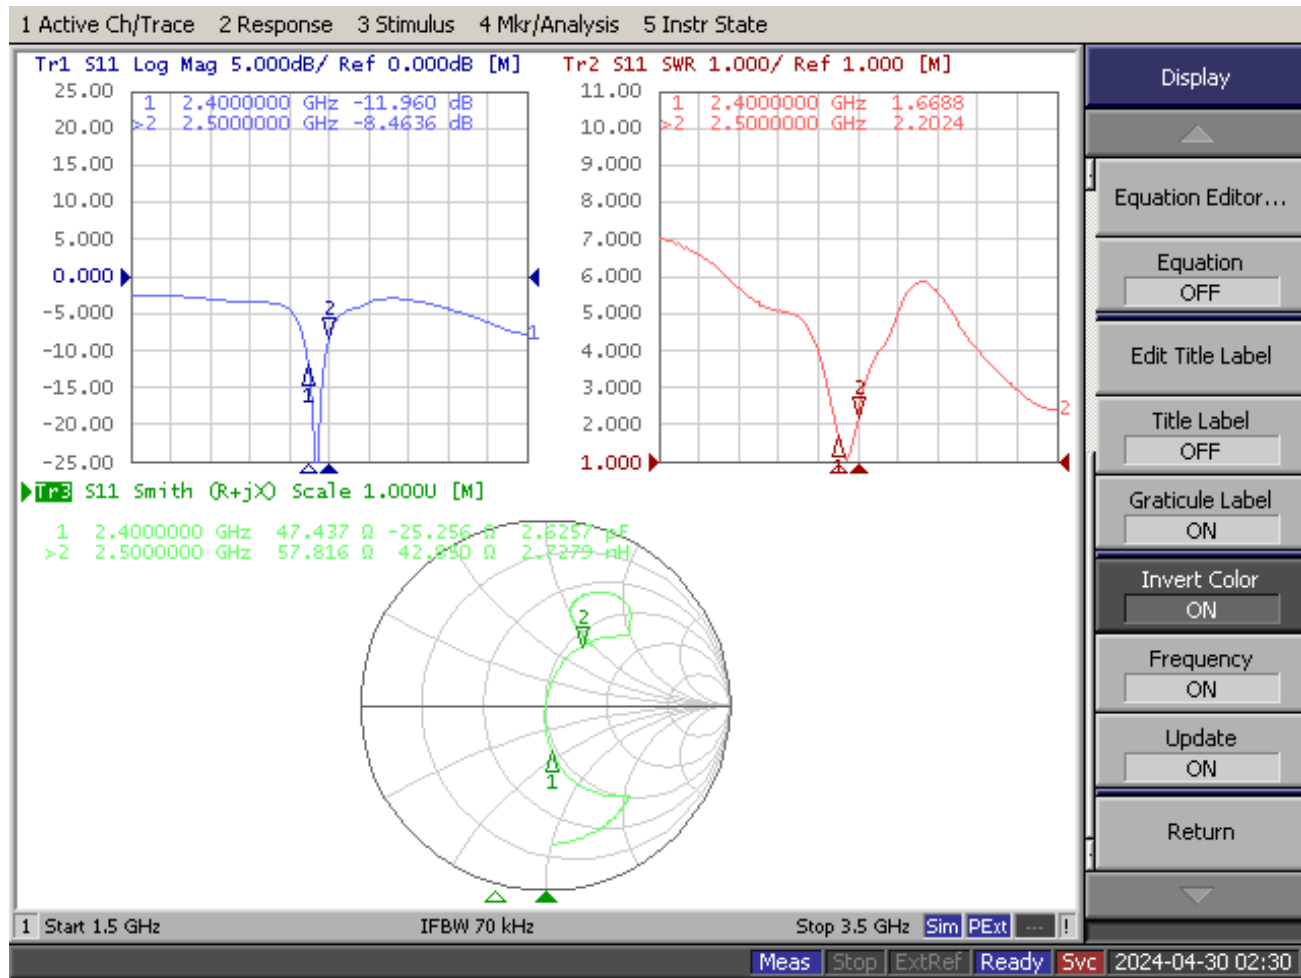 1 Active Ch/Trace 2 Response 3 Stimulus 4 Mkr/Analysis 5 Instr State
Tr1 S11 Log Mag 5.000dB/ Ref 0.000dB [M]
25.00
20.00
15.00
10.00
5.000
0.000
-5.000
-10.00
-15.00
-20.00
-25.00
1 2.4000000 GHz -11.960 dB
>2 2.5000000 GHz -8.4636 dB
2
1
1
Tr2 S11 SWR 1.000/ Ref 1.000 [M]
11.00
10.00
9.000
8.000
7.000
6.000
5.000
4.000
3.000
2.000
1.000
1 2.4000000 GHz 1.6688
>2 2.5000000 GHz 2.2024
2
2
1
Tr3 S11 Smith (R+jX) Scale 1.000U [M]
1 2.4000000 GHz 47.437 Ω -25.256 Ω 2.6257 pF
>2 2.5000000 GHz 57.816 Ω Ω 2.7279 nH
2
1
1 Start 1.5 GHz IFBW 70 kHz Stop 3.5 GHz Sim PExt --- !
Meas Stop ExtRef Ready Svc 2024-04-30 02:30
Display
Equation Editor...
Equation
OFF
Edit Title Label
Title Label
OFF
Graticule Label
ON
Invert Color
ON
Frequency
ON
Update
ON
Return